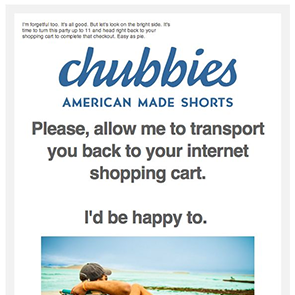 I'm forgetful too. It's all good. But let's look on the bright side. It's
time to turn this party up to 11 and head right back to your
shopping cart to complete that checkout. Easy as pie.
chubbies
AMERICAN MADE SHORTS
Please, allow me to transport
you back to your internet
shopping cart.
I'd be happy to.